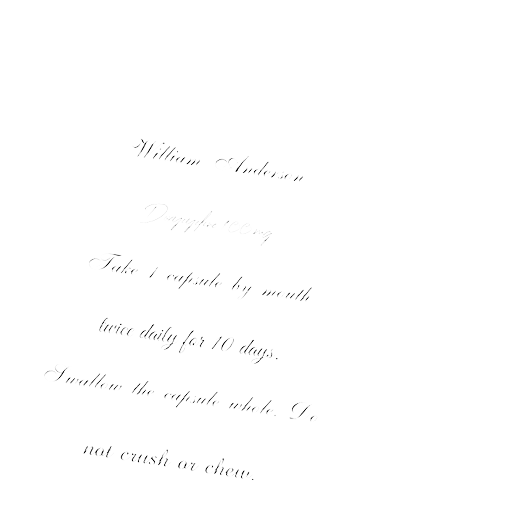 William Anderson
Take 1 capsule by mouth
twice daily for 10 days.
Swallow the capsule whole. Do
not crush or chew.